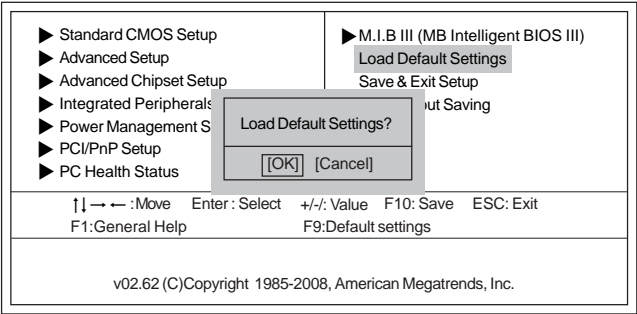 ▶ Standard CMOS Setup
▶ Advanced Setup
▶ Advanced Chipset Setup
▶ Integrated Peripherals
▶ Power Management S
▶ PCI/PnP Setup
▶ PC Health Status
▶ M.I.B III (MB Intelligent BIOS III)
Load Default Settings
Save & Exit Setup
ut Saving
Load Default Settings?
[OK] [Cancel]
↑↓→← :Move Enter : Select +/-/: Value F10: Save ESC: Exit
F1:General Help F9:Default settings
v02.62 (C)Copyright 1985-2008, American Megatrends, Inc.